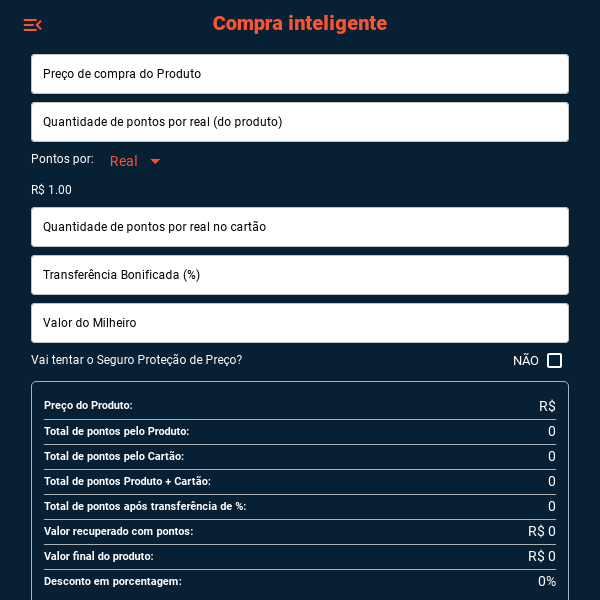 Compra inteligente
Preço de compra do Produto
Quantidade de pontos por real (do produto)
Pontos por: Real
R$ 1.00
Quantidade de pontos por real no cartão
Transferência Bonificada (%)
Valor do Milheiro
Vai tentar o Seguro Proteção de Preço? NÃO
Preço do Produto: R$
Total de pontos pelo Produto: 0
Total de pontos pelo Cartão: 0
Total de pontos Produto + Cartão: 0
Total de pontos após transferência de %: 0
Valor recuperado com pontos: R$ 0
Valor final do produto: R$ 0
Desconto em porcentagem: 0%